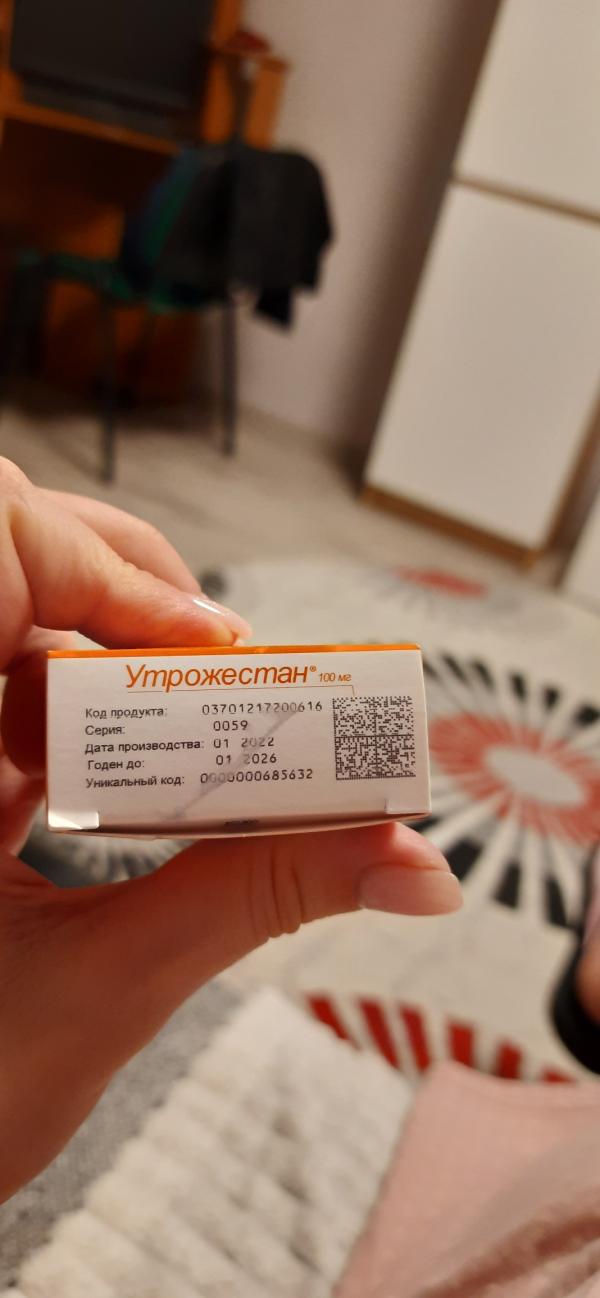 Утрожестан® 100 мг
Код продукта: 03701217200616
Серия: 0059
Дата производства: 01 2022
Годен до: 01 2026
Уникальный код: 0000000685632